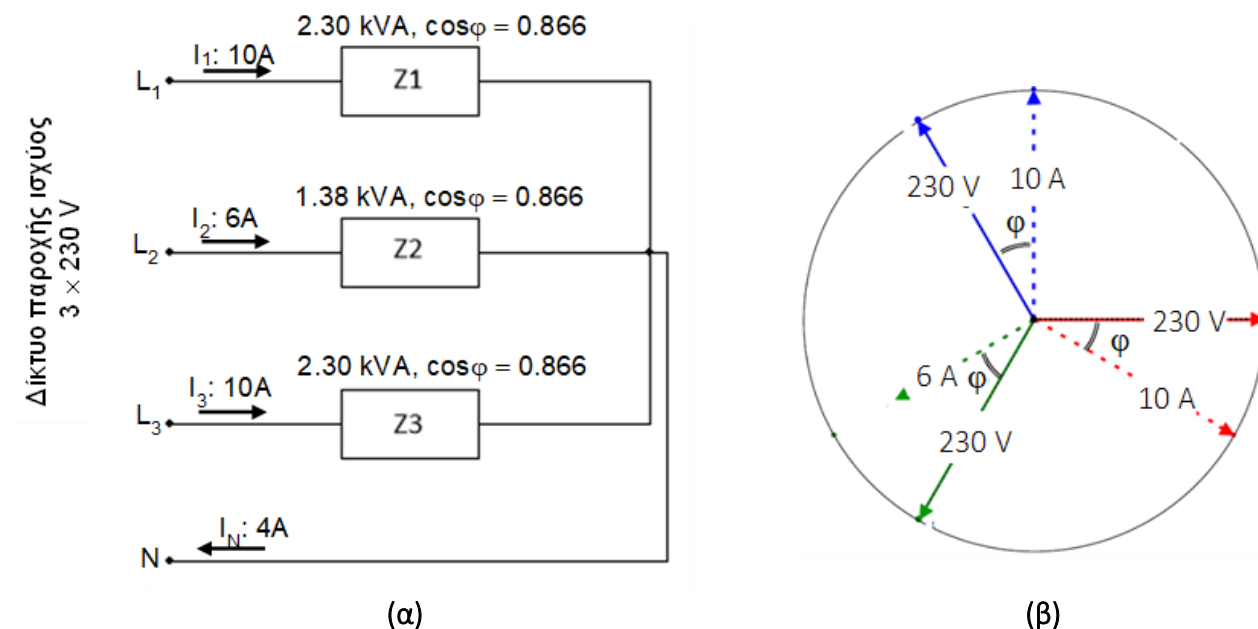 Δίκτυο παροχής ισχύος
3 × 230 V
2.30 kVA, cosφ = 0.866
I1: 10A
L1
Z1
1.38 kVA, cosφ = 0.866
I2: 6A
L2
Z2
2.30 kVA, cosφ = 0.866
I3: 10A
L3
Z3
IN: 4A
N
(α)
230 V
10 A
φ
230 V
φ
6 A
φ
10 A
230 V
(β)